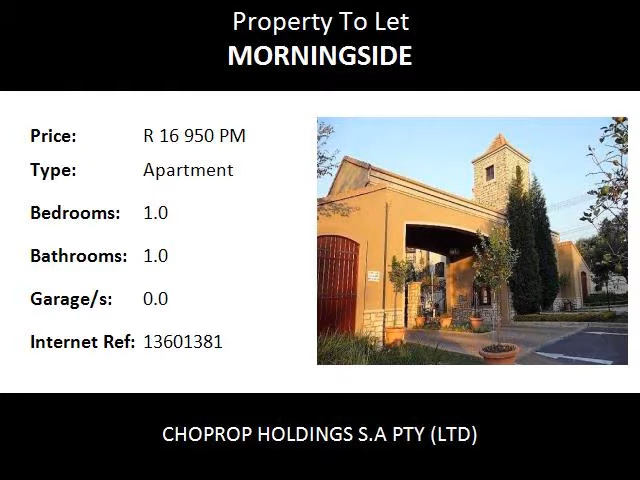 Property To Let
MORNINGSIDE
Price: R 16 950 PM
Type: Apartment
Bedrooms: 1.0
Bathrooms: 1.0
Garage/s: 0.0
Internet Ref: 13601381
CHOPROP HOLDINGS S.A PTY (LTD)